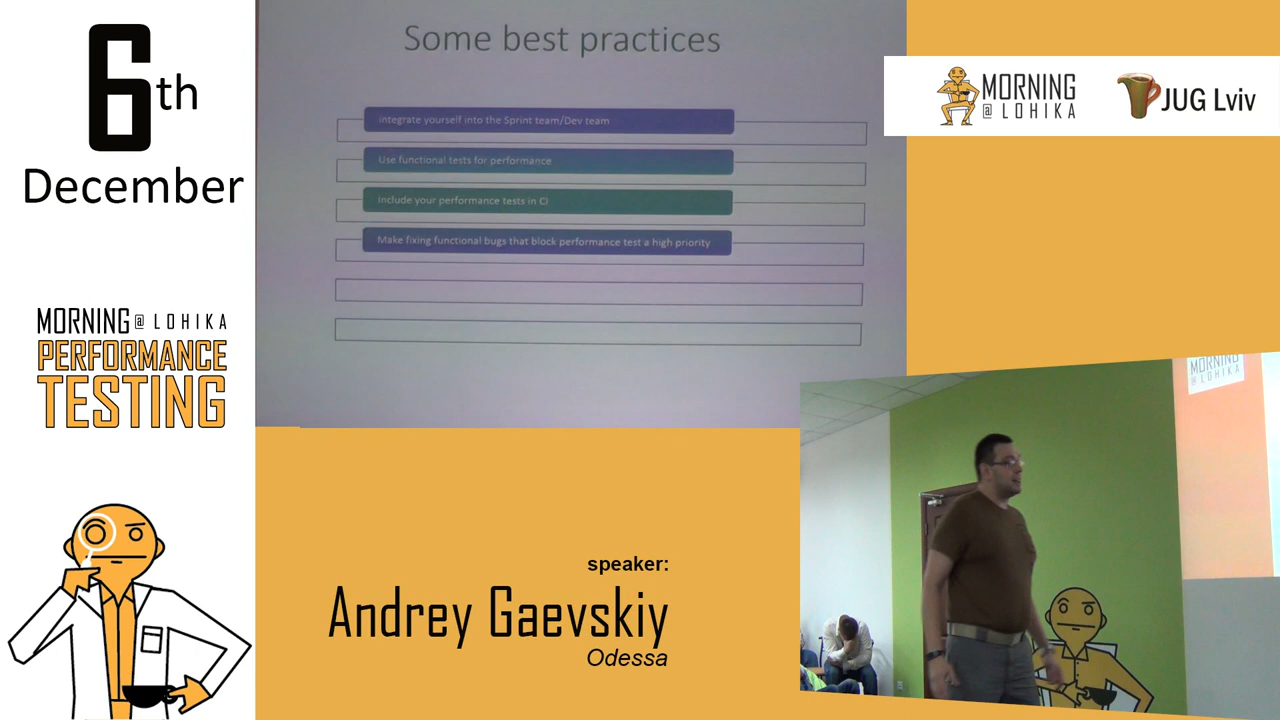 6th
December
MORNING @ LOHIKA
PERFORMANCE
TESTING
Some best practices
integrate yourself into the Sprint team/Dev team
Use functional tests for performance
Include your performance tests in CI
Make fixing functional bugs that block performance test a high priority
MORNING
@ LOHIKA
JUG Lviv
speaker:
Andrey Gaevskiy
Odessa
MORNING
@ LOHIKA